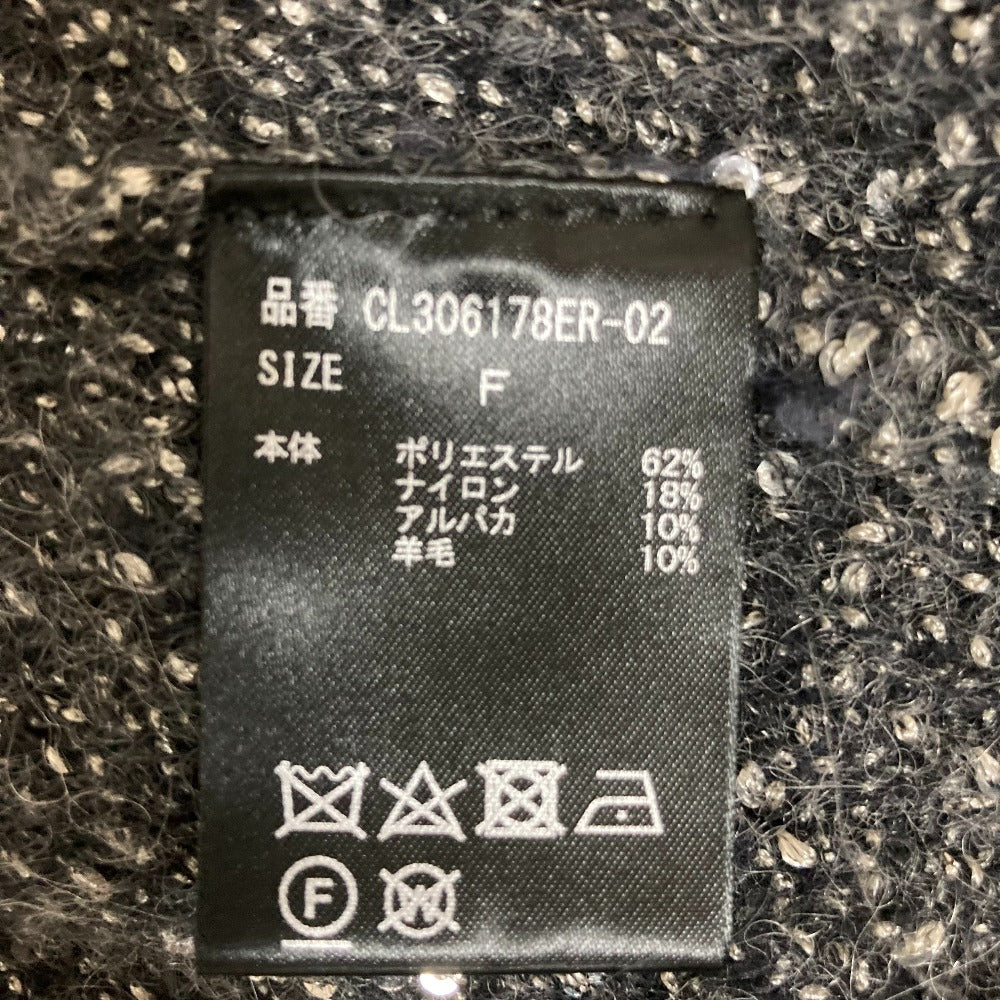 品番 CL306178ER-02
SIZE F
本体 ポリエステル 62%
ナイロン 18%
アルパカ 10%
羊毛 10%
F W